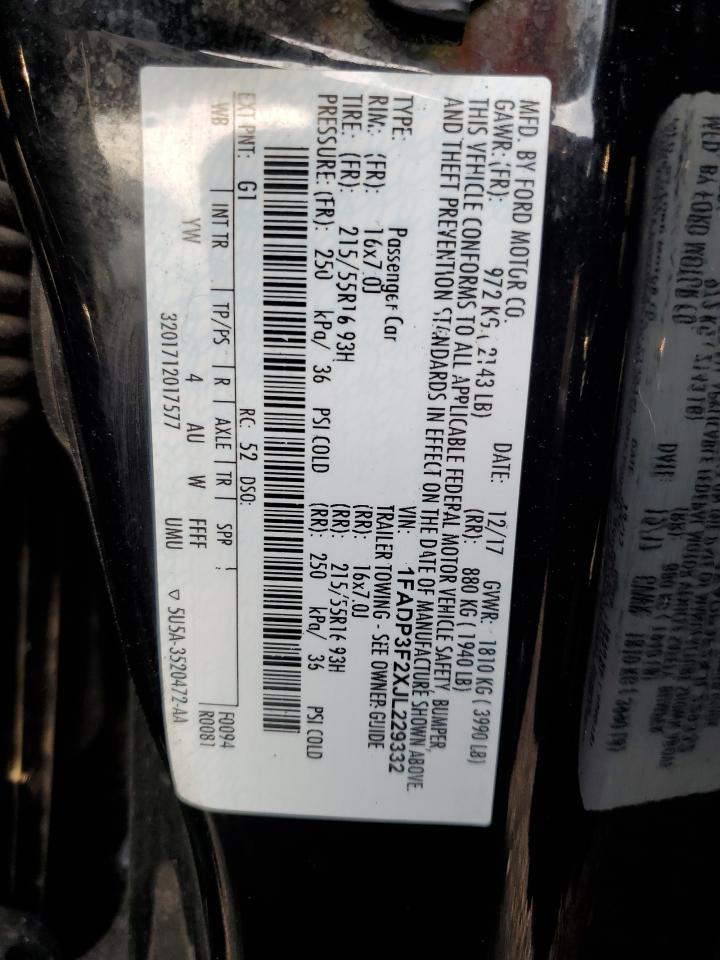 MFD. BY FORD MOTOR CO.
DATE: 12/17 GVWR: 1810 KG ( 3990 LB)
GAWR: (FR): 972 KG ( 2143 LB) (RR): 880 KG ( 1940 LB)
THIS VEHICLE CONFORMS TO ALL APPLICABLE FEDERAL MOTOR VEHICLE SAFETY BUMPER,
AND THEFT PREVENTION STANDARDS IN EFFECT ON THE DATE OF MANUFACTURE SHOWN ABOVE.
VIN: 1FADP3F2XJL229332
TYPE: Passenger Car TRAILER TOWING - SEE OWNER GUIDE
RIM: (FR): 16x7.0J (RR): 16x7.0J
TIRE: (FR): 215/55R16 93H (RR): 215/55R16 93H
PRESSURE: (FR): 250 kPa/ 36 PSI COLD (RR): 250 kPa/ 36 PSI COLD
EXT PNT: G1 RC: 52 DSO: F0094
WB INT TR TP/PS R AXLE TR SPR R0081
YW 4 AU W FFFF
3201712017577 UMU ▽ 5U5A-3520472-AA